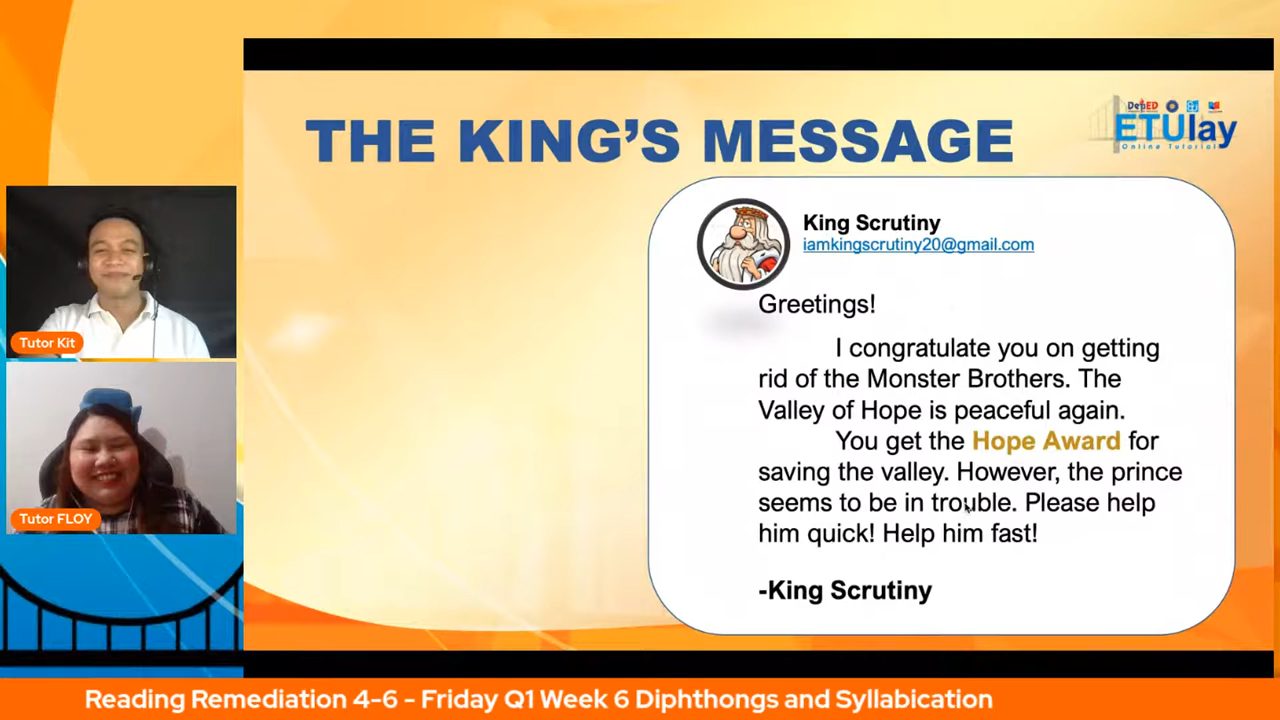 THE KING'S MESSAGE
DepED
ETULay
Online Tutorial
King Scrutiny
iamkingscrutiny20@gmail.com
Greetings!
I congratulate you on getting
rid of the Monster Brothers. The
Valley of Hope is peaceful again.
You get the Hope Award for
saving the valley. However, the prince
seems to be in trouble. Please help
him quick! Help him fast!
-King Scrutiny
Tutor Kit
Tutor FLOY
Reading Remediation 4-6 - Friday Q1 Week 6 Diphthongs and Syllabication